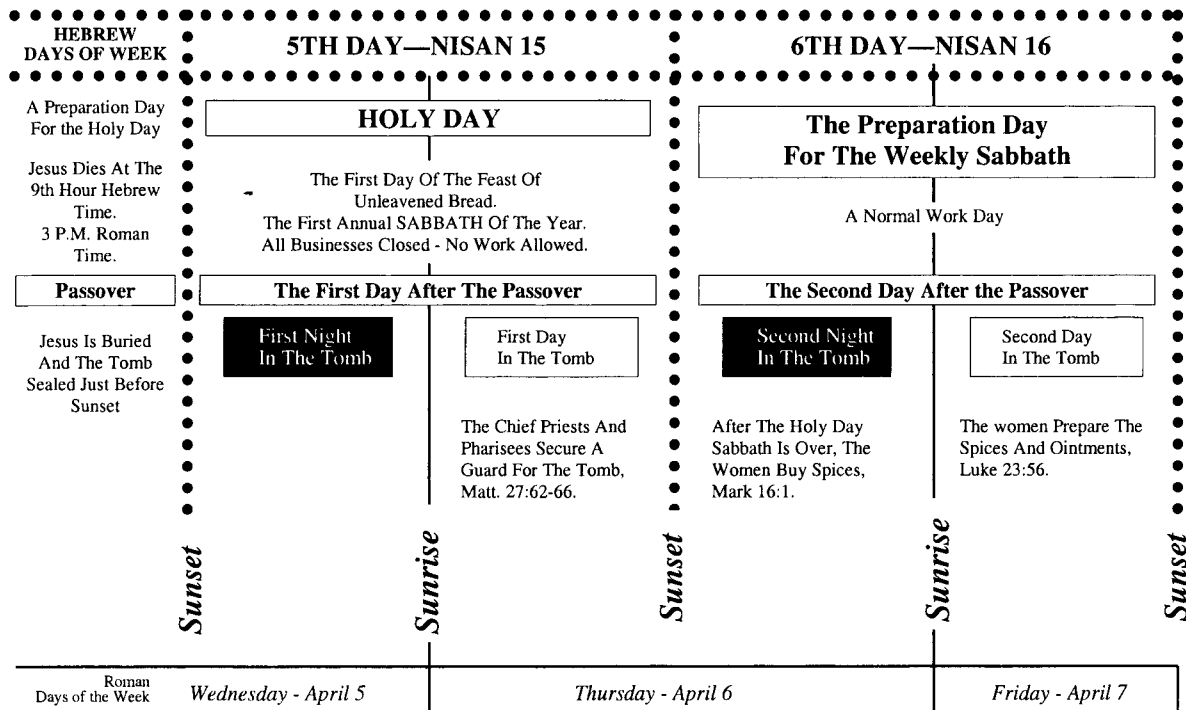 HEBREW
DAYS OF WEEK
5TH DAY—NISAN 15
6TH DAY—NISAN 16
A Preparation Day
For the Holy Day
Jesus Dies At The
9th Hour Hebrew
Time.
3 P.M. Roman
Time.
HOLY DAY
The First Day Of The Feast Of
Unleavened Bread.
The First Annual SABBATH Of The Year.
All Businesses Closed - No Work Allowed.
The Preparation Day
For The Weekly Sabbath
A Normal Work Day
Passover
The First Day After The Passover
The Second Day After the Passover
Jesus Is Buried
And The Tomb
Sealed Just Before
Sunset
First Night
In The Tomb
First Day
In The Tomb
Second Night
In The Tomb
Second Day
In The Tomb
The Chief Priests And
Pharisees Secure A
Guard For The Tomb,
Matt. 27:62-66.
After The Holy Day
Sabbath Is Over, The
Women Buy Spices,
Mark 16:1.
The women Prepare The
Spices And Ointments,
Luke 23:56.
Sunset
Sunrise
Sunset
Sunrise
Sunset
Roman
Days of the Week
Wednesday - April 5
Thursday - April 6
Friday - April 7